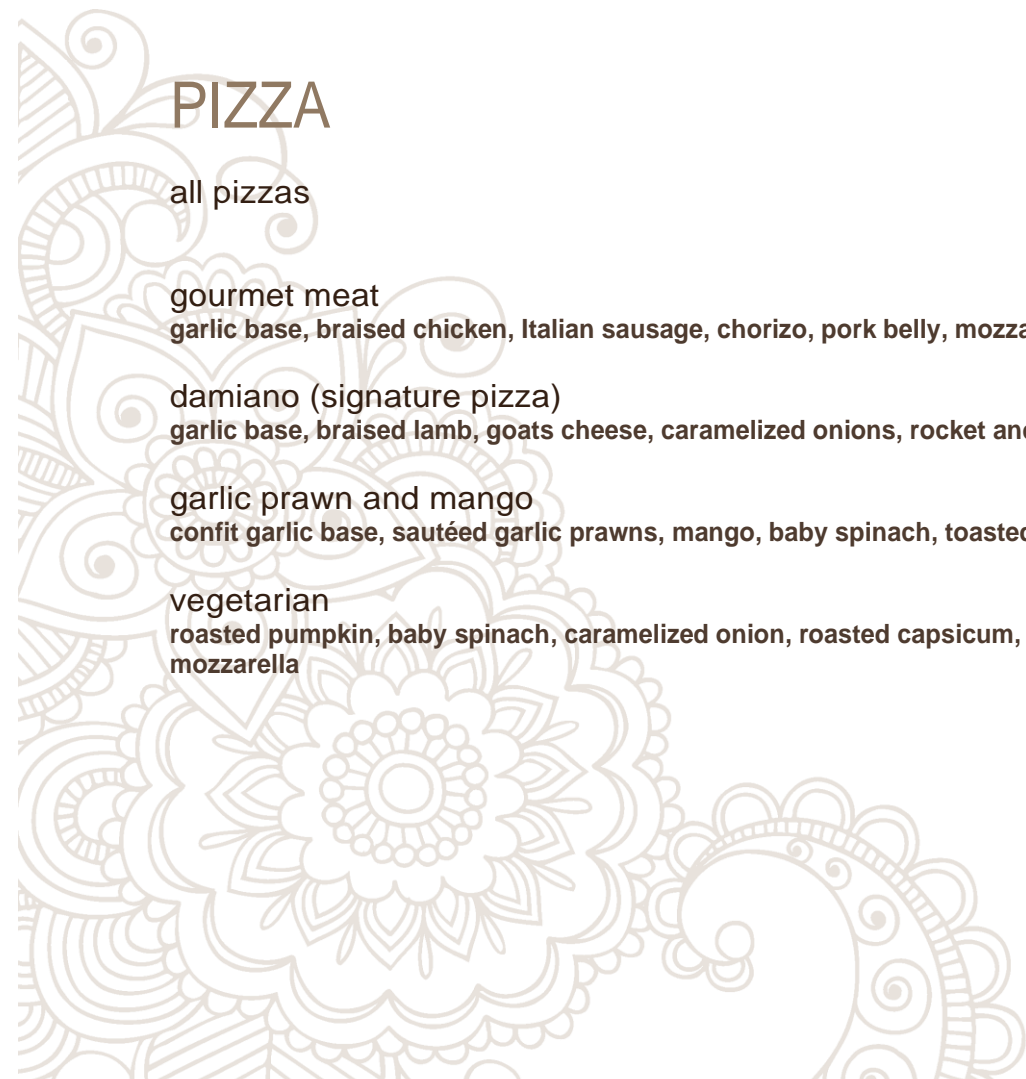 PIZZA
all pizzas
gourmet meat
garlic base, braised chicken, Italian sausage, chorizo, pork belly,
damiano (signature pizza)
garlic base, braised lamb, goats cheese, caramelized onions, rocket
garlic prawn and mango
confit garlic base, sautéed garlic prawns, mango, baby spinach,
vegetarian
roasted pumpkin, baby spinach, caramelized onion, roasted capsicum,
mozzarella